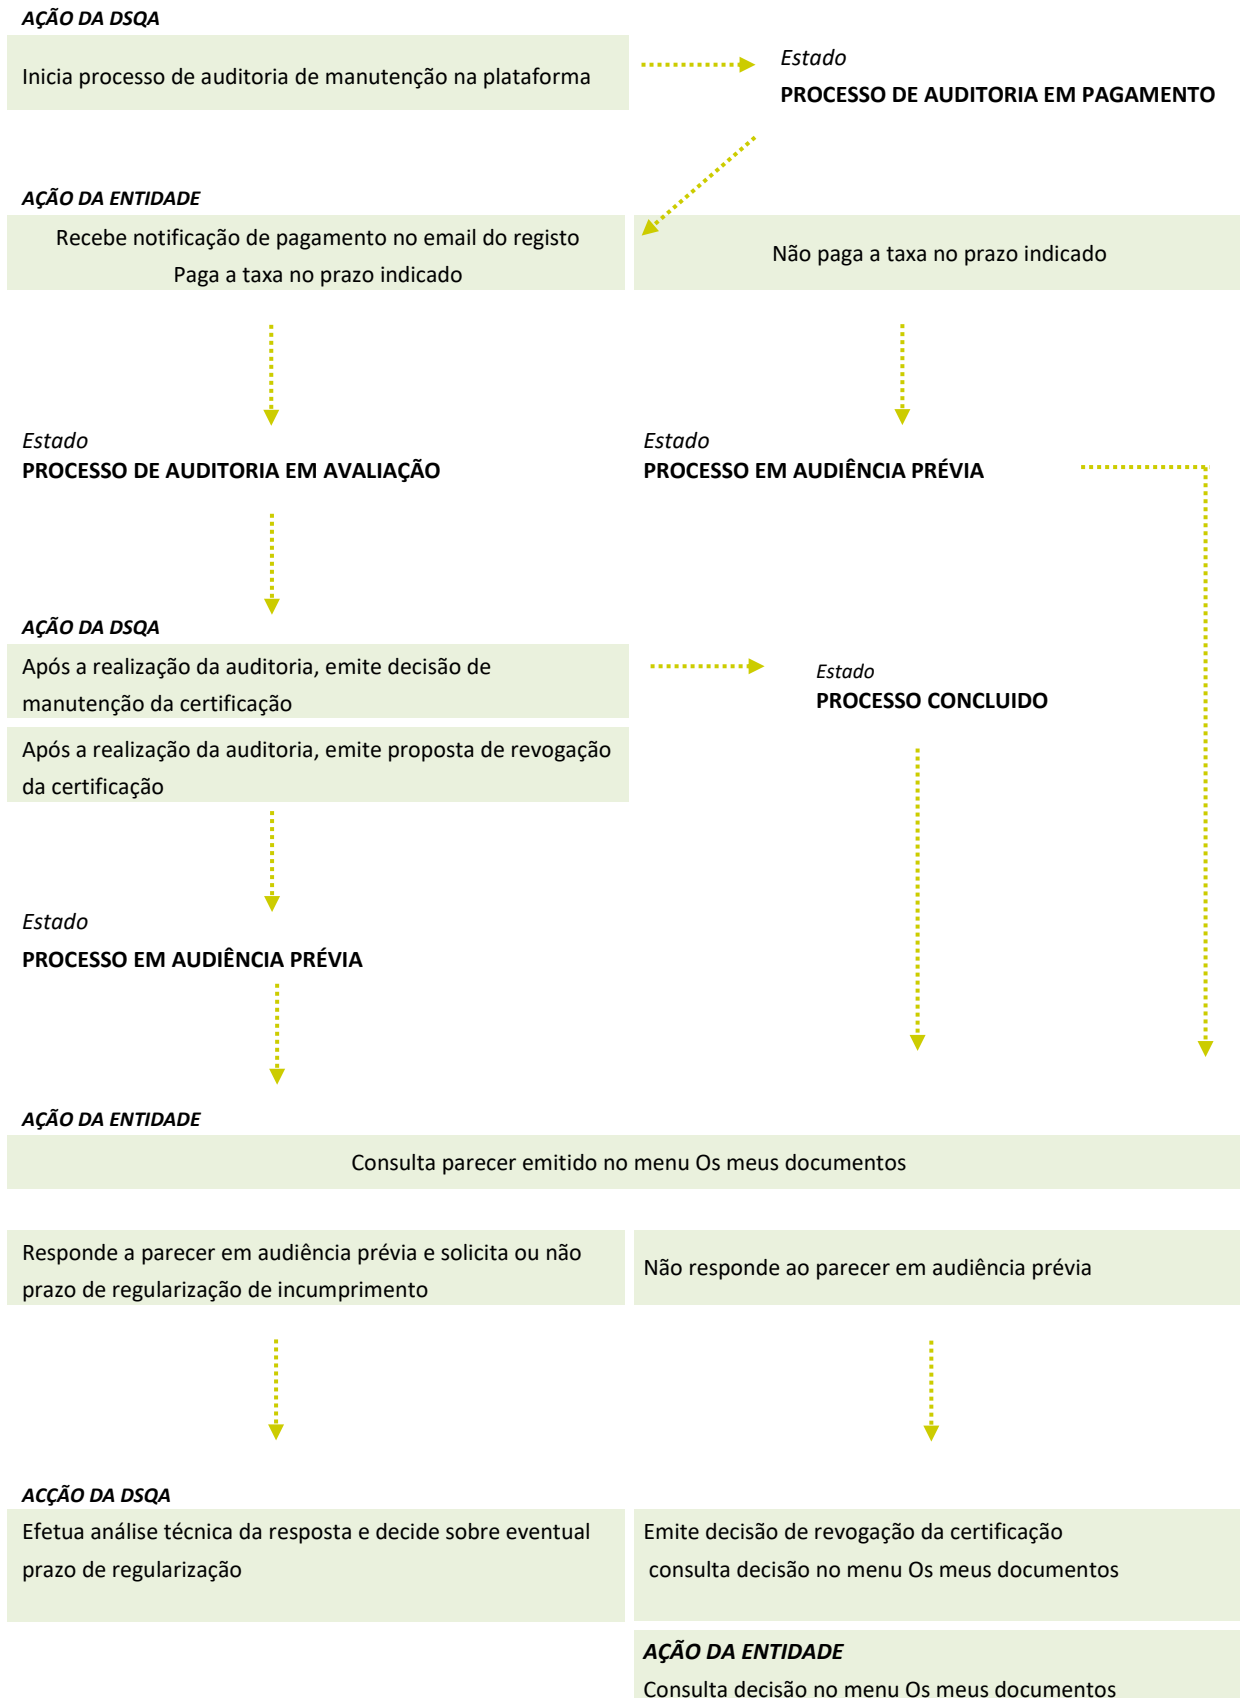 AÇÃO DA DSQA
Inicia processo de auditoria de manutenção na plataforma
Estado
PROCESSO DE AUDITORIA EM PAGAMENTO
AÇÃO DA ENTIDADE
Recebe notificação de pagamento no email do registo
Paga a taxa no prazo indicado
Não paga a taxa no prazo indicado
Estado
PROCESSO DE AUDITORIA EM AVALIAÇÃO
Estado
PROCESSO EM AUDIÊNCIA PRÉVIA
AÇÃO DA DSQA
Após a realização da auditoria, emite decisão de
manutenção da certificação
Estado
PROCESSO CONCLUIDO
Após a realização da auditoria, emite proposta de revogação
da certificação
Estado
PROCESSO EM AUDIÊNCIA PRÉVIA
AÇÃO DA ENTIDADE
Consulta parecer emitido no menu Os meus documentos
Responde a parecer em audiência prévia e solicita ou não
prazo de regularização de incumprimento
Não responde ao parecer em audiência prévia
ACÇÃO DA DSQA
Efetua análise técnica da resposta e decide sobre eventual
prazo de regularização
Emite decisão de revogação da certificação
consulta decisão no menu Os meus documentos
AÇÃO DA ENTIDADE
Consulta decisão no menu Os meus documentos